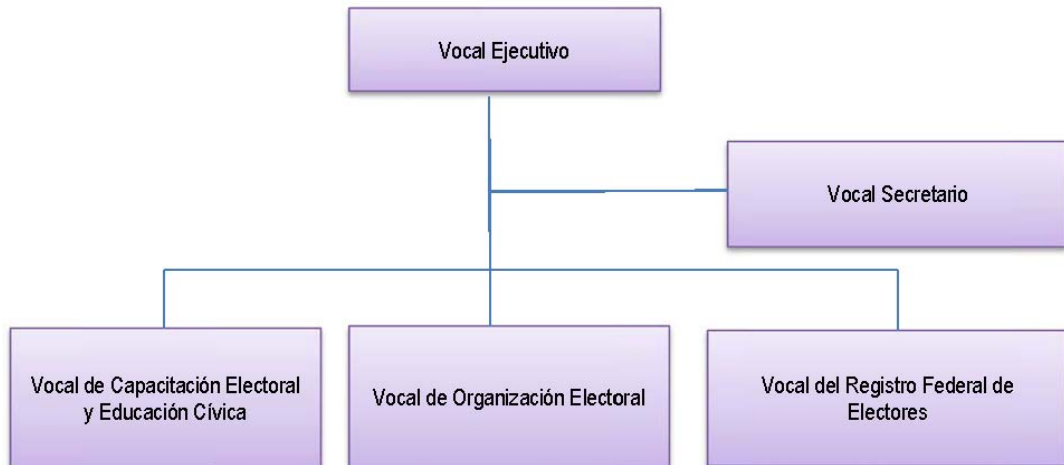 Vocal Ejecutivo
Vocal Secretario
Vocal de Capacitación Electoral
y Educación Cívica
Vocal de Organización Electoral
Vocal del Registro Federal de
Electores